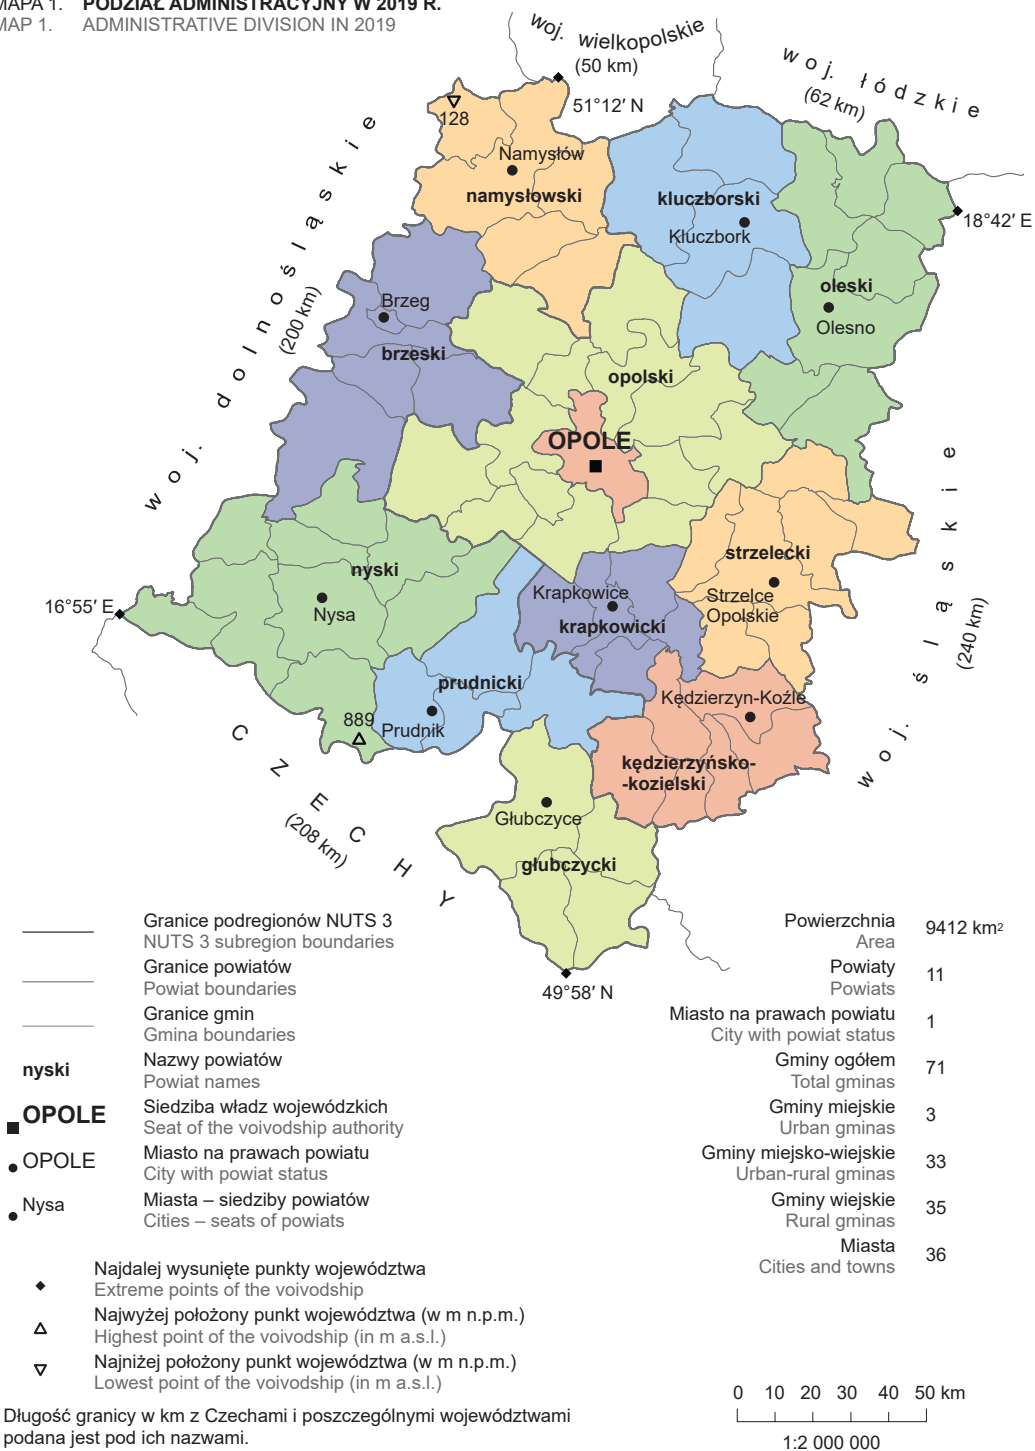 MAPA 1. PODZIAŁ ADMINISTRACYJNY W 2019 R.
MAP 1. ADMINISTRATIVE DIVISION IN 2019
woj. wielkopolskie
(50 km)
51°12′ N
woj. łódzkie
(62 km)
18°42′ E
woj. dolnośląskie
(200 km)
128
Namysłów
namysłowski
kluczborski
Kluczbork
oleski
Olesno
Brzeg
brzeski
opolski
OPOLE
strzelecki
Strzelce
Opolskie
nyski
Nysa
16°55′ E
Krapkowice
krapkowicki
woj. śląskie
(240 km)
prudnicki
Prudnik
889
Kędzierzyn-Koźle
kędzierzyńsko-
-kozielski
CZECHY
(208 km)
Głubczyce
głubczycki
49°58′ N
Granice podregionów NUTS 3
NUTS 3 subregion boundaries
Granice powiatów
Powiat boundaries
Granice gmin
Gmina boundaries
nyski
Nazwy powiatów
Powiat names
OPOLE
Siedziba władz wojewódzkich
Seat of the voivodship authority
OPOLE
Miasto na prawach powiatu
City with powiat status
Nysa
Miasta – siedziby powiatów
Cities – seats of powiats
Najdalej wysunięte punkty województwa
Extreme points of the voivodship
Najwyżej położony punkt województwa (w m n.p.m.)
Highest point of the voivodship (in m a.s.l.)
Najniżej położony punkt województwa (w m n.p.m.)
Lowest point of the voivodship (in m a.s.l.)
Długość granicy w km z Czechami i poszczególnymi województwami
podana jest pod ich nazwami.
Powierzchnia
Area
9412 km²
Powiaty
Powiats
11
Miasto na prawach powiatu
City with powiat status
1
Gminy ogółem
Total gminas
71
Gminy miejskie
Urban gminas
3
Gminy miejsko-wiejskie
Urban-rural gminas
33
Gminy wiejskie
Rural gminas
35
Miasta
Cities and towns
36
0 10 20 30 40 50 km
1:2 000 000